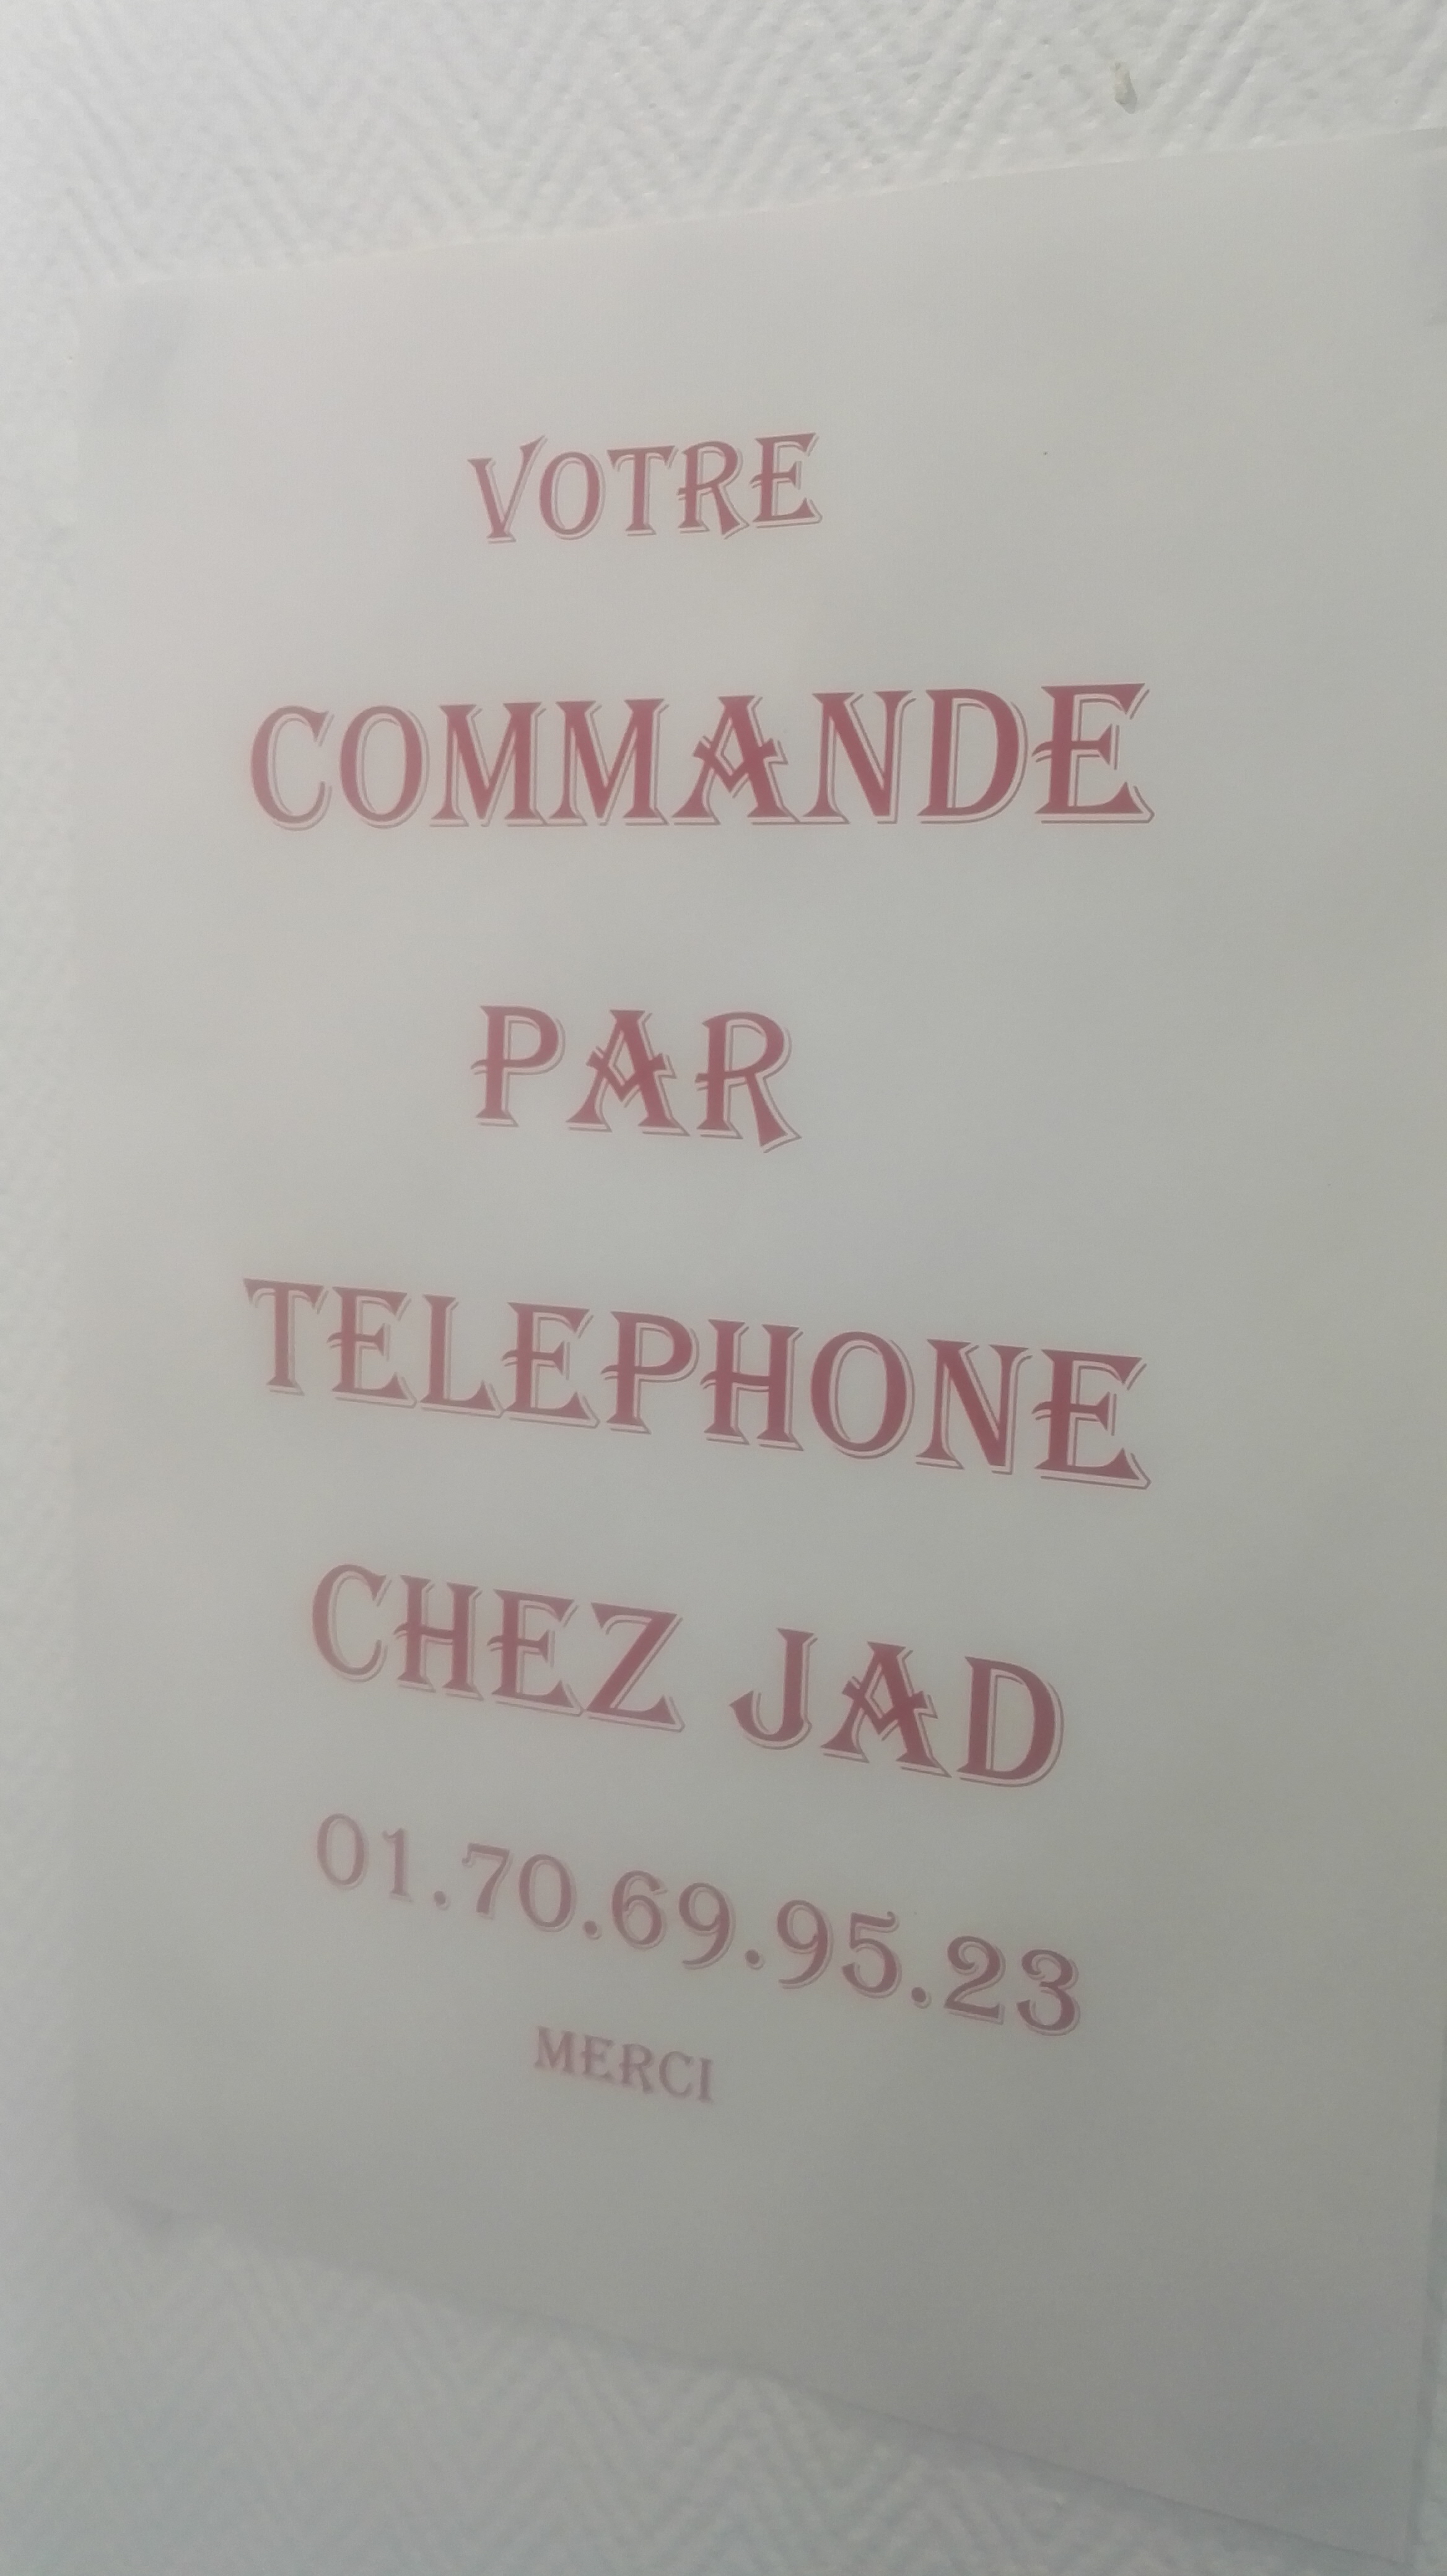 VOTRE
COMMANDE
PAR
TELEPHONE
CHEZ JAD
01.70.69.95.23
MERCI